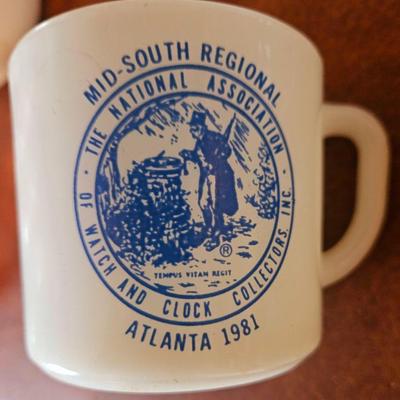 MID-SOUTH REGIONAL
· THE NATIONAL ASSOCIATION ·
OF WATCH AND CLOCK COLLECTORS, INC.
®
TEMPUS VITAM REGIT
ATLANTA 1981